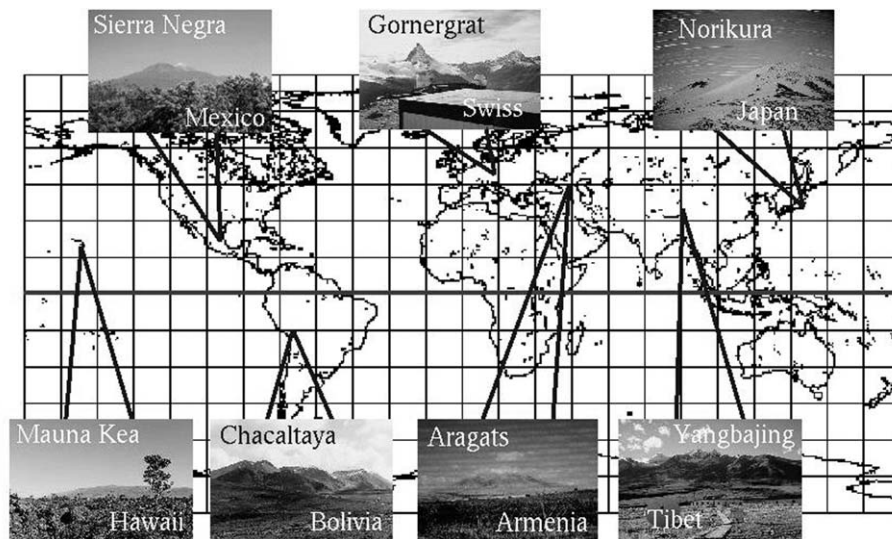 Sierra Negra
Mexico
Gornergrat
Swiss
Norikura
Japan
Mauna Kea
Hawaii
Chacaltaya
Bolivia
Aragats
Armenia
Yangbajing
Tibet